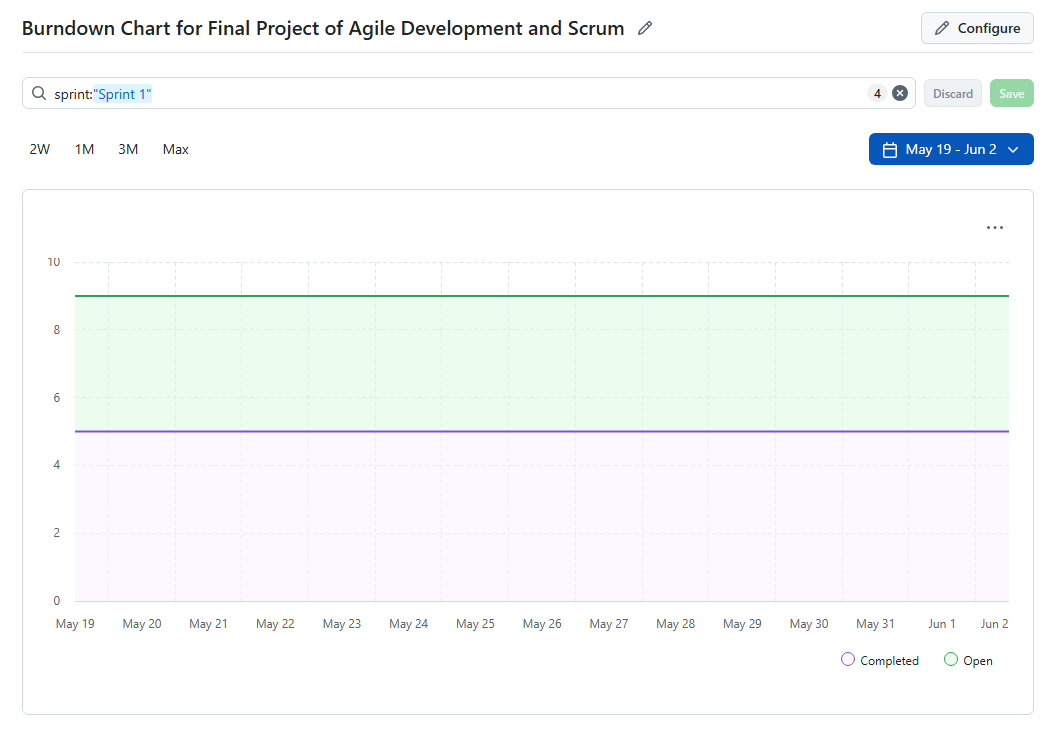 Burndown Chart for Final Project of Agile Development and Scrum
Configure
sprint:"Sprint 1"
4
Discard
Save
2W 1M 3M Max
May 19 - Jun 2
10
8
6
4
2
0
May 19 May 20 May 21 May 22 May 23 May 24 May 25 May 26 May 27 May 28 May 29 May 30 May 31 Jun 1 Jun 2
Completed Open